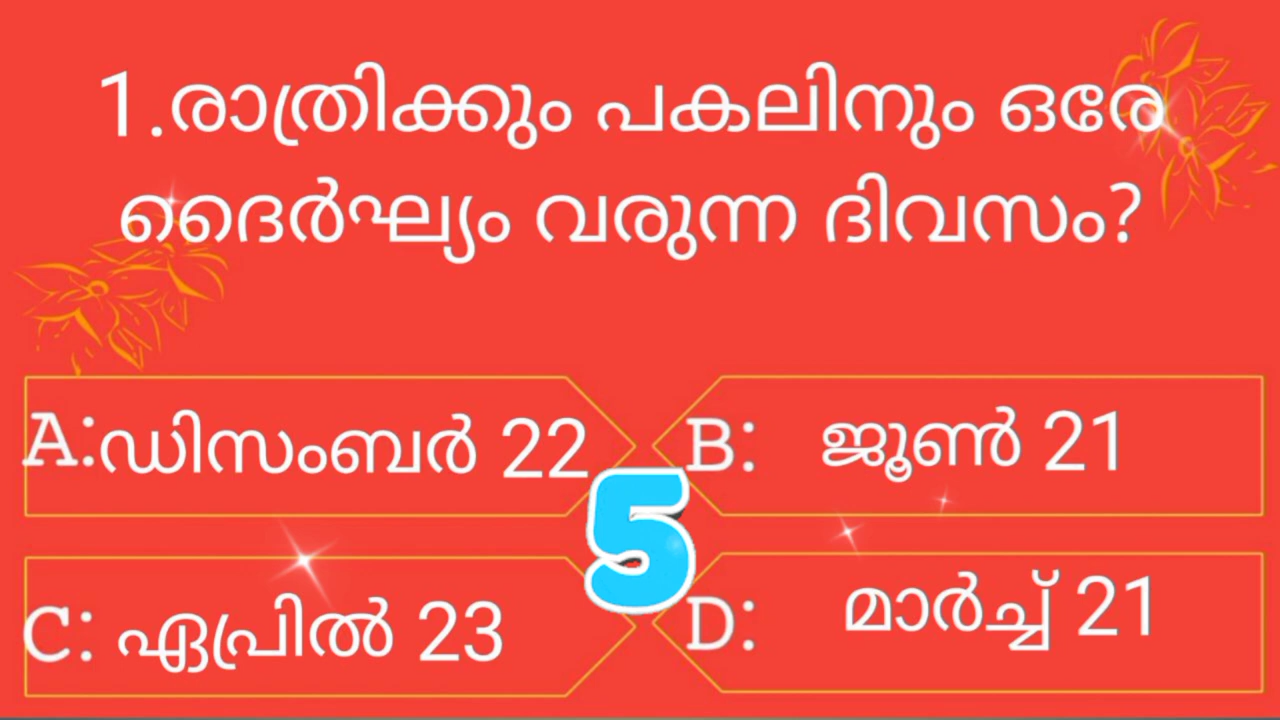 1.രാത്രിക്കും പകലിനും ഒരേ
ദൈർഘ്യം വരുന്ന ദിവസം?
A:ഡിസംബർ 22
B: ജൂൺ 21
5
C: ഏപ്രിൽ 23
D: മാർച്ച് 21